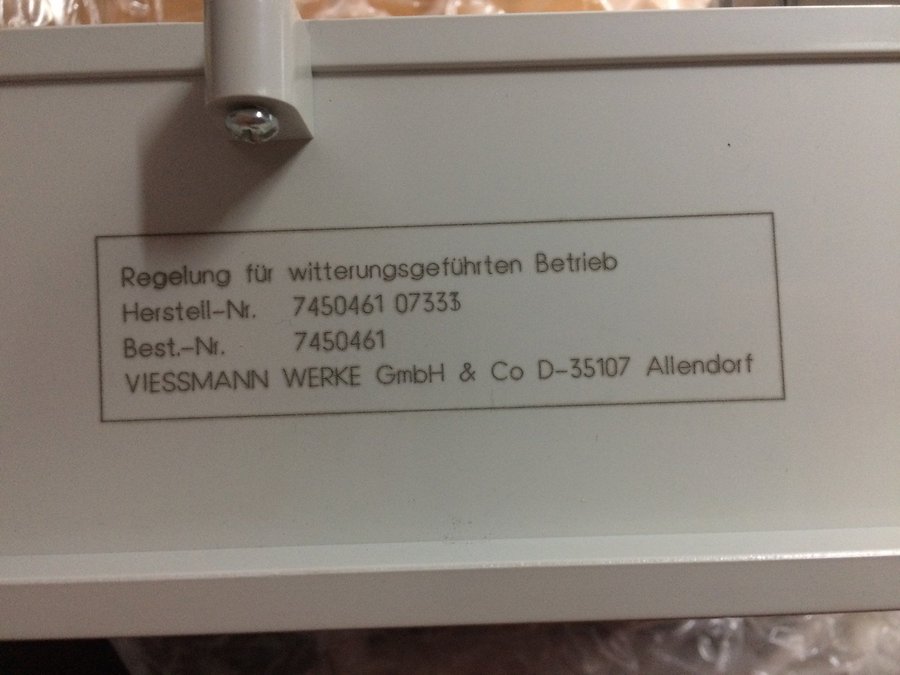 Regelung für witterungsgeführten Betrieb
Herstell-Nr. 7450461 07333
Best.-Nr. 7450461
VIESSMANN WERKE GmbH & Co D-35107 Allendorf